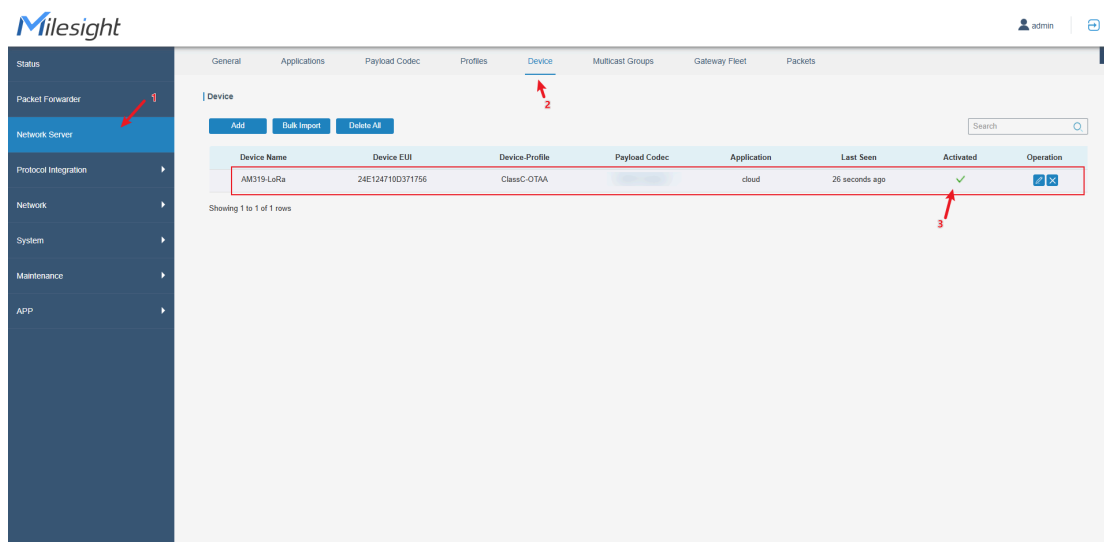 Milesight
admin
Status
Packet Forwarder
Network Server
Protocol Integration
Network
System
Maintenance
APP
General Applications Payload Codec Profiles Device Multicast Groups Gateway Fleet Packets
1
2
Device
Add Bulk Import Delete All
Search
Device Name Device EUI Device-Profile Payload Codec Application Last Seen Activated Operation
AM319-LoRa 24E124710D371756 ClassC-OTAA cloud 26 seconds ago
Showing 1 to 1 of 1 rows
3